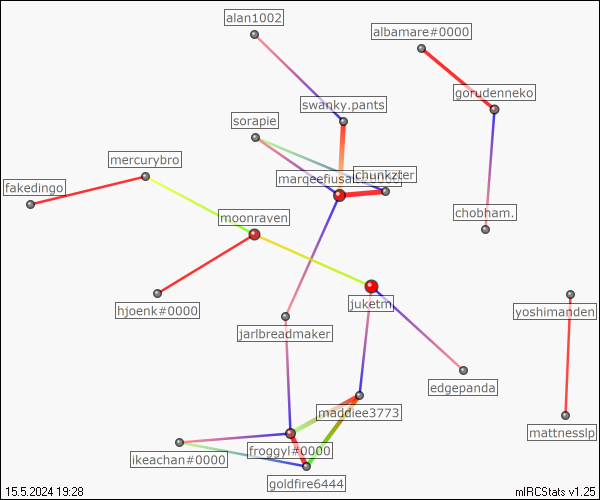 alan1002
albamare#0000
gorudenneko
swanky.pants
sorapie
mercurybro
chunkzter
fakedingo
moonraven
chobham.
hjoenk#0000
juketm
yoshimanden
jarlbreadmaker
edgepanda
maddiee3773
mattnesslp
froggyl#0000
ikeachan#0000
goldfire6444
15.5.2024 19:28
mIRCStats v1.25